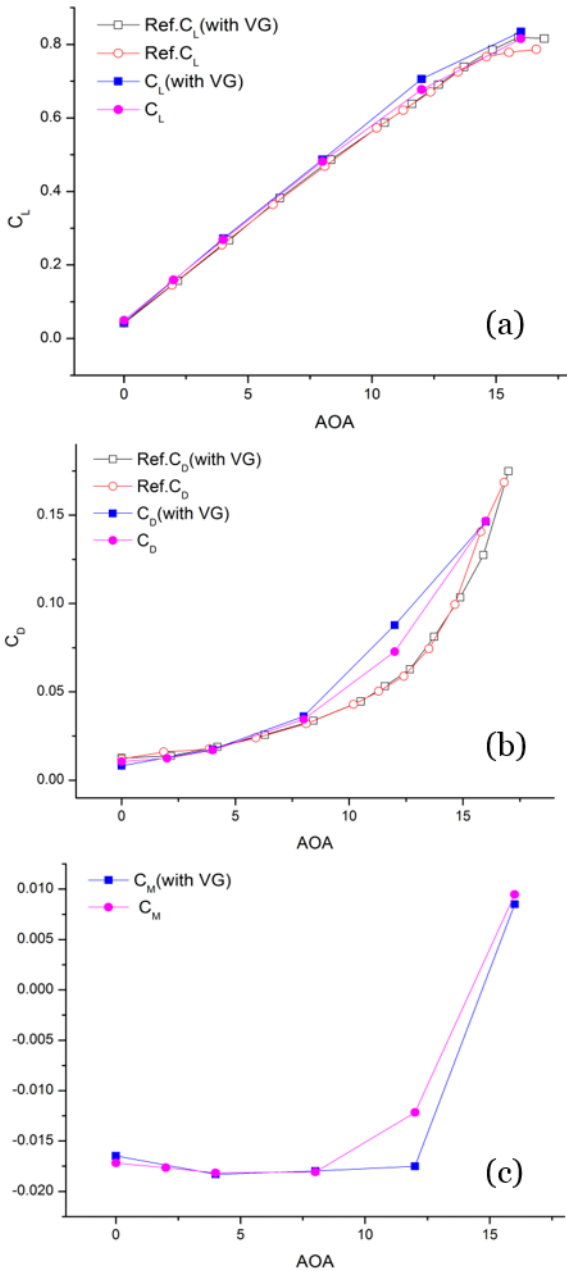 Ref.C_L(with VG)
Ref.C_L
C_L(with VG)
C_L
0.8
0.6
0.4
0.2
0.0
C_L
(a)
0
5
10
15
AOA
Ref.C_D(with VG)
Ref.C_D
C_D(with VG)
C_D
0.15
0.10
0.05
0.00
C_D
(b)
0
5
10
15
AOA
C_M(with VG)
C_M
0.010
0.005
0.000
-0.005
-0.010
-0.015
-0.020
(c)
0
5
10
15
AOA